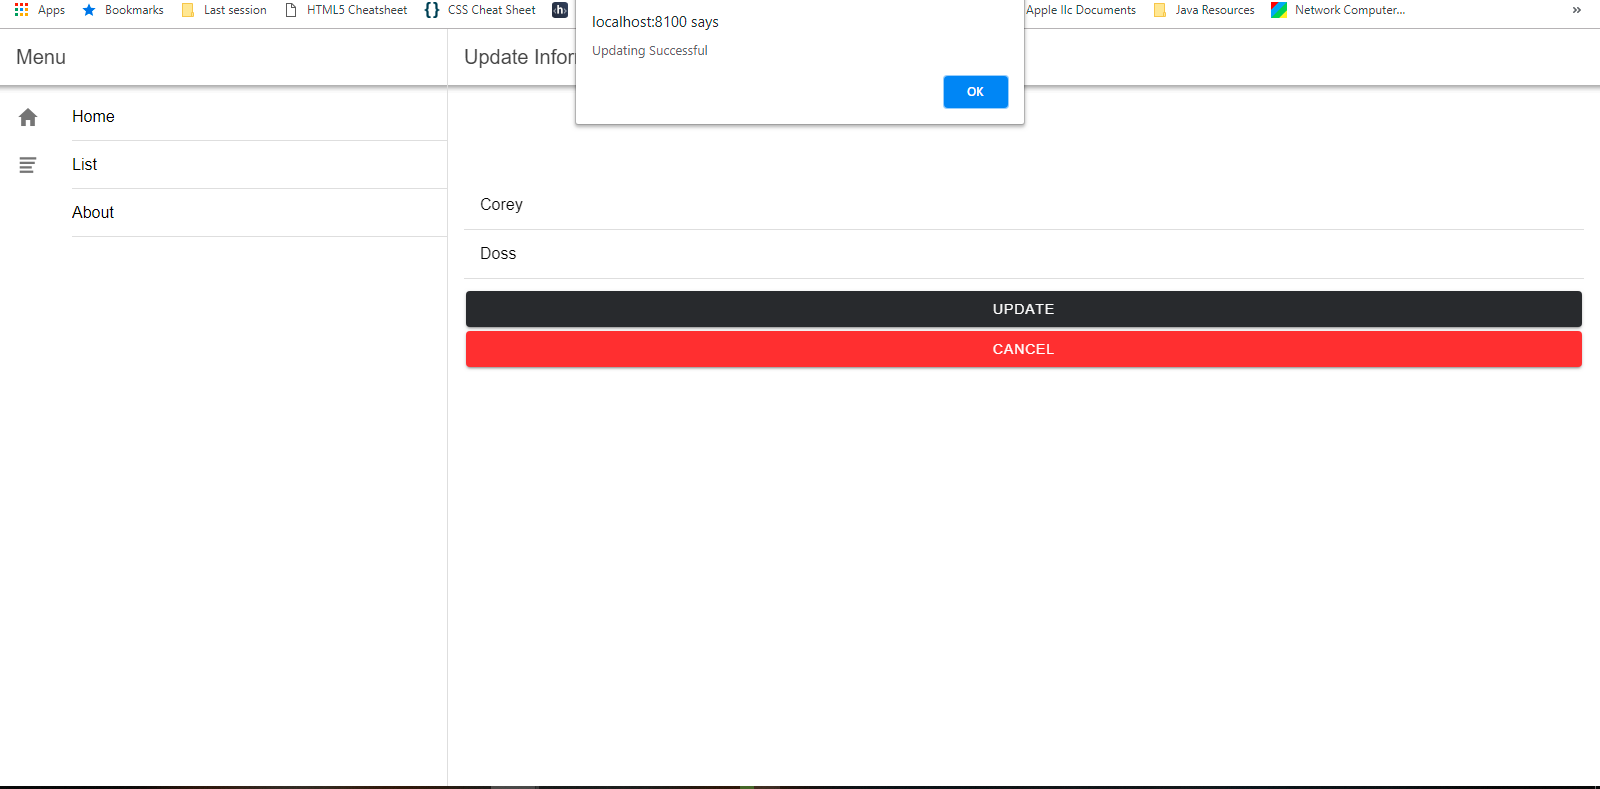 Apps Bookmarks Last session HTML5 Cheatsheet {} CSS Cheat Sheet <h> Apple IIc Documents Java Resources Network Computer... »
localhost:8100 says
Updating Successful
OK
Menu
Update Infor
Home
List
About
Corey
Doss
UPDATE
CANCEL